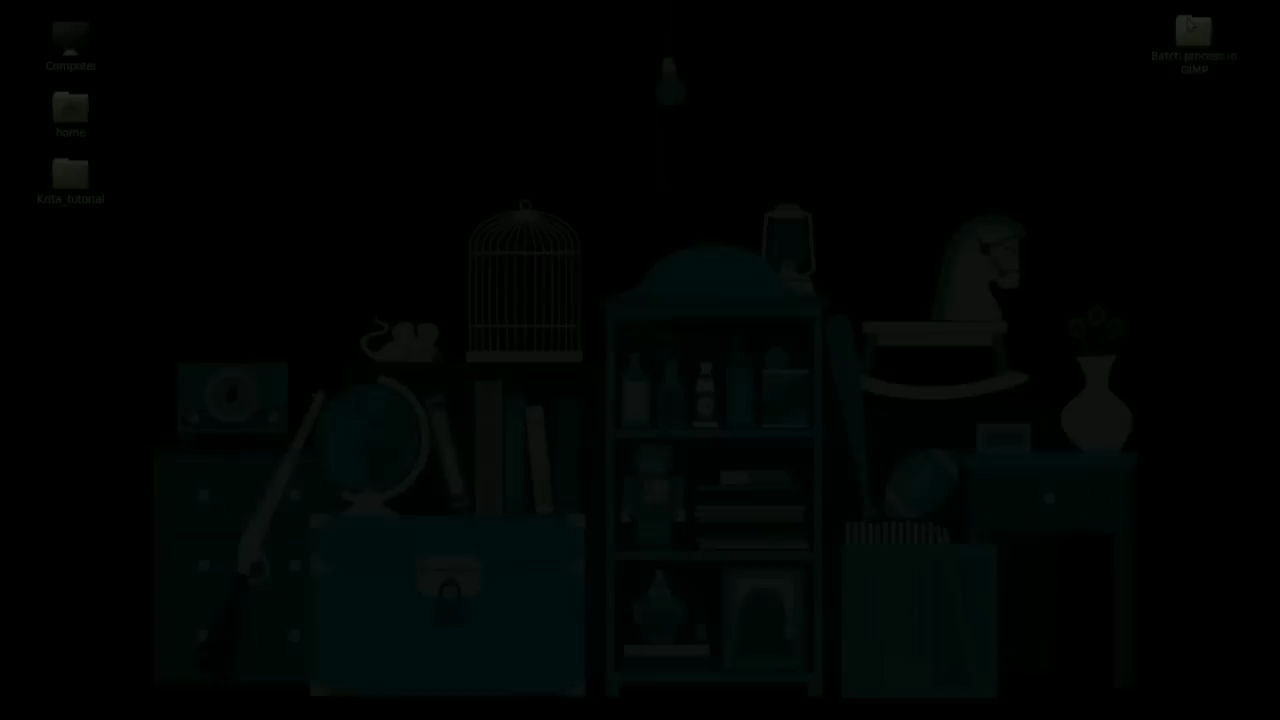 Computer
home
Krita_tutorial
Batch process in
GIMP